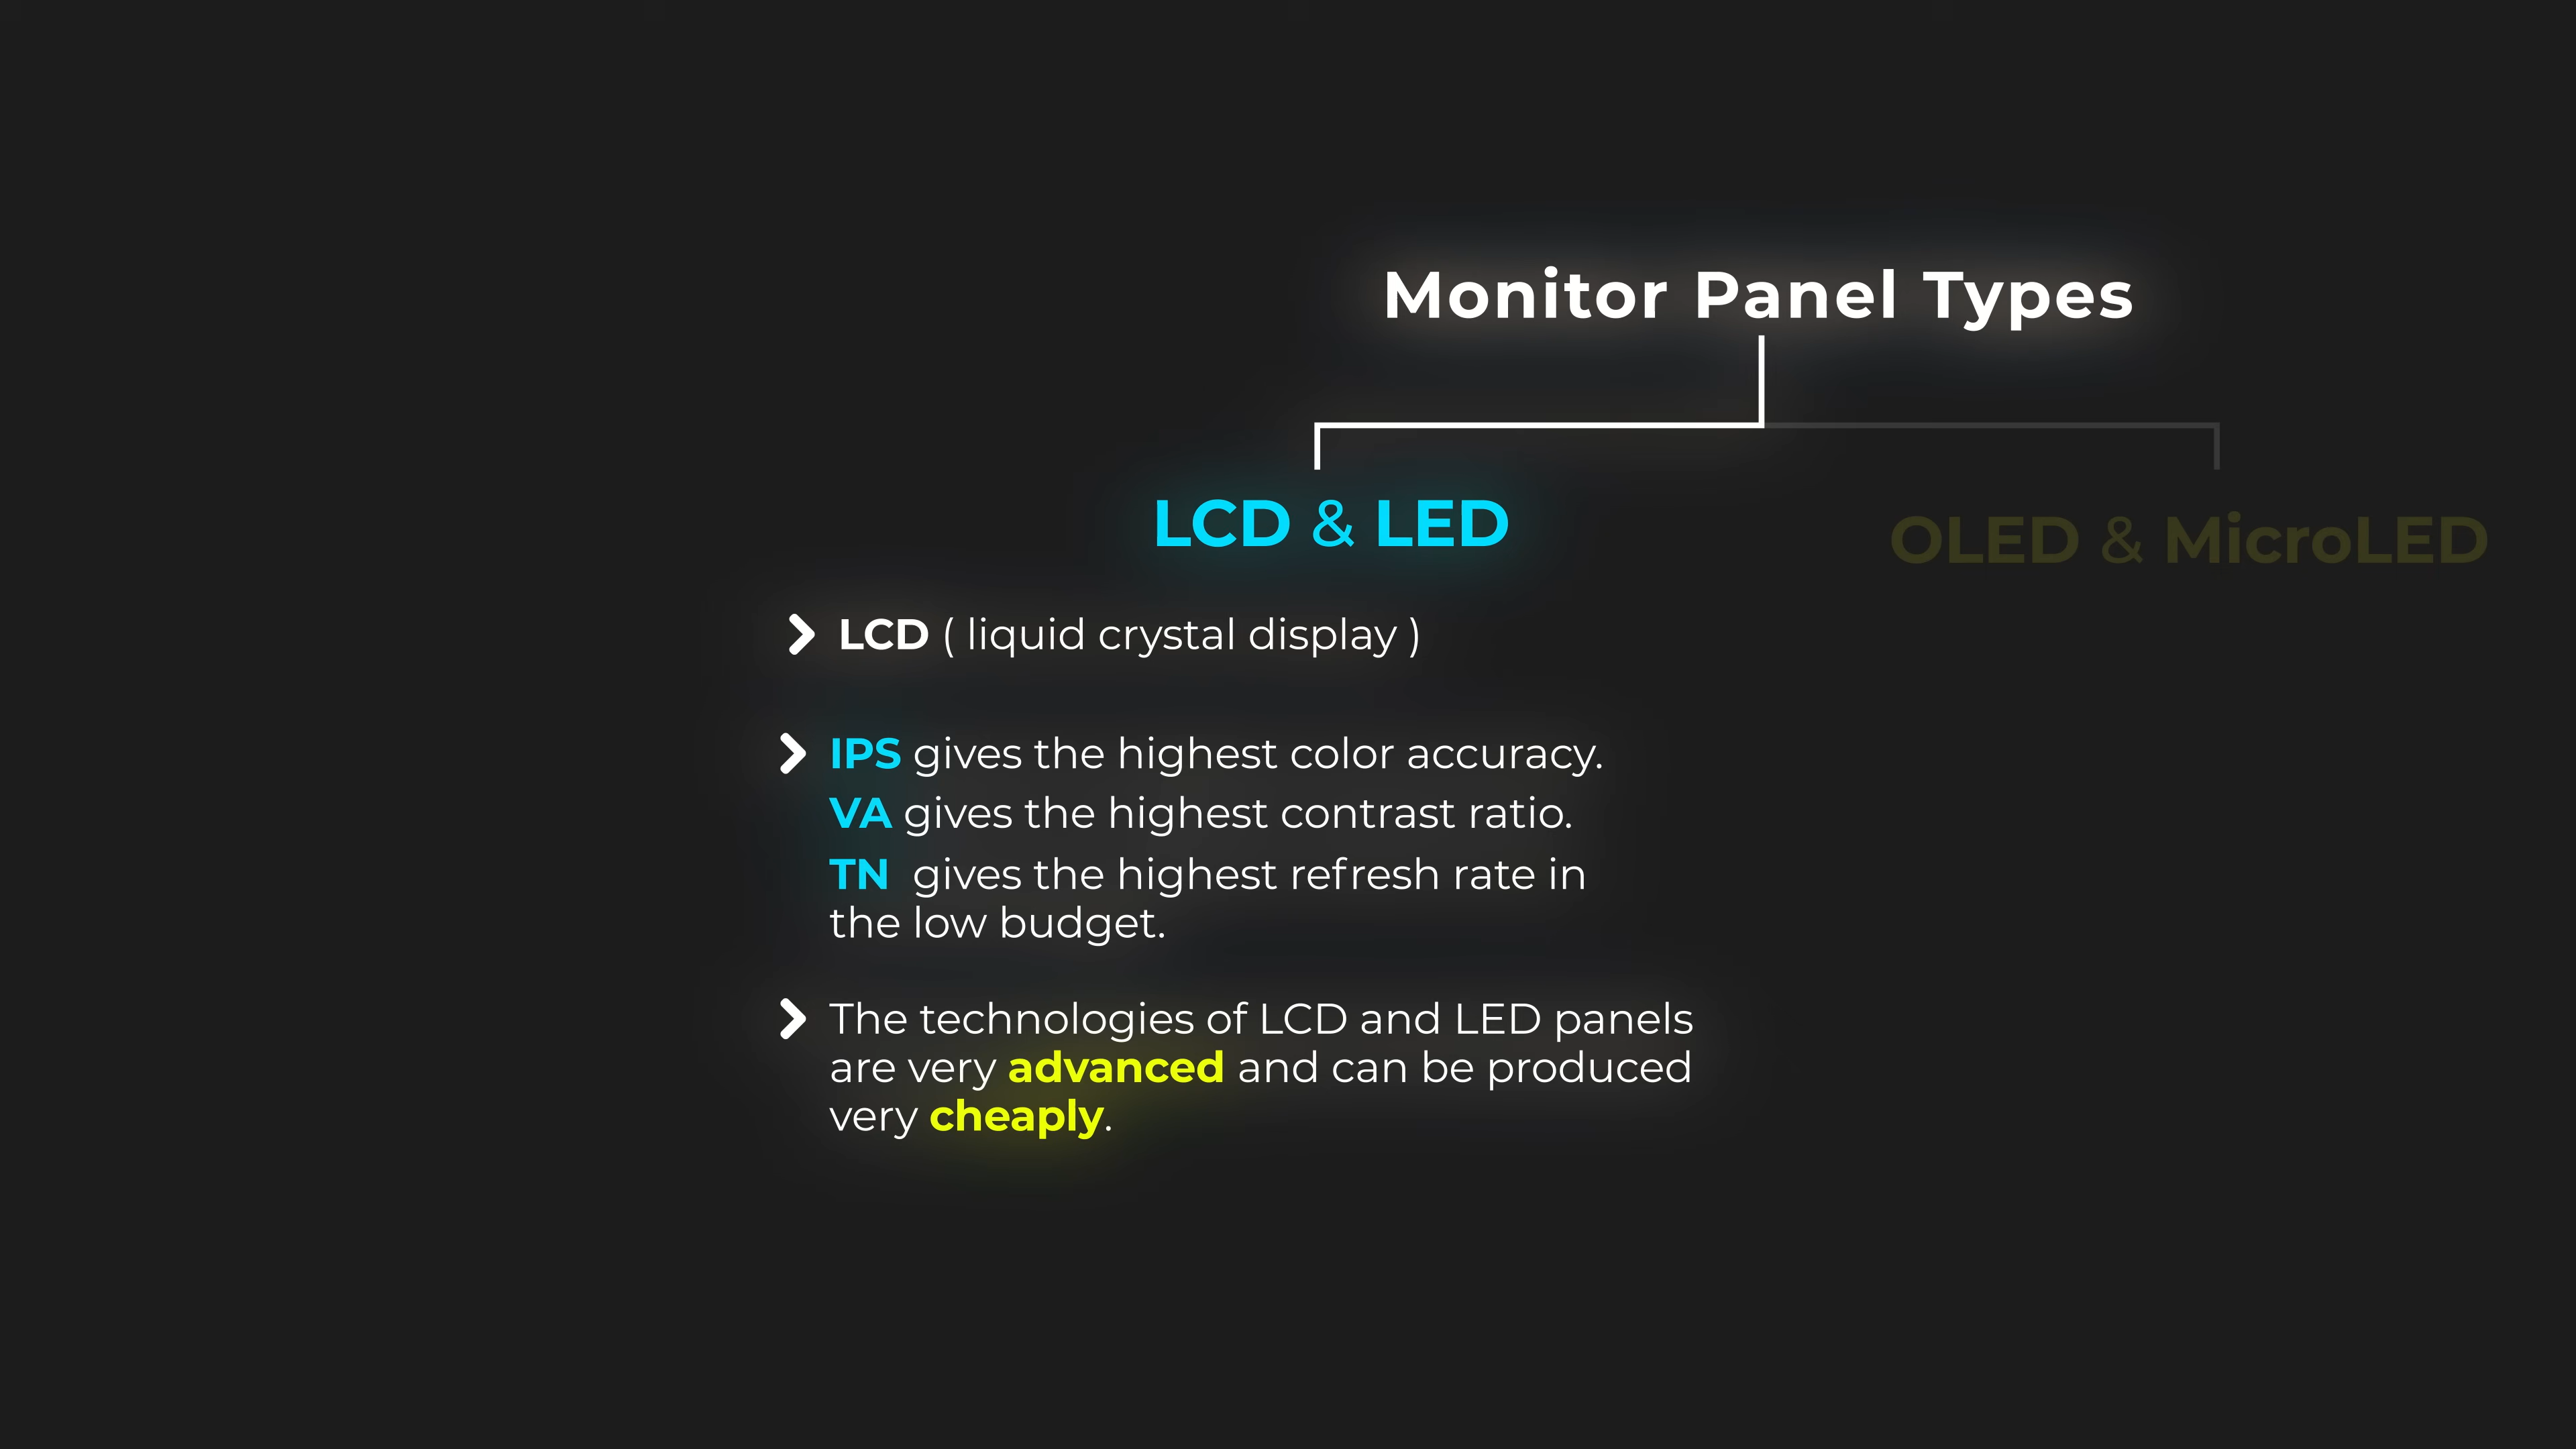 Monitor Panel Types
LCD & LED
OLED & MicroLED
LCD ( liquid crystal display )
IPS gives the highest color accuracy.
VA gives the highest contrast ratio.
TN gives the highest refresh rate in
the low budget.
The technologies of LCD and LED panels
are very advanced and can be produced
very cheaply.